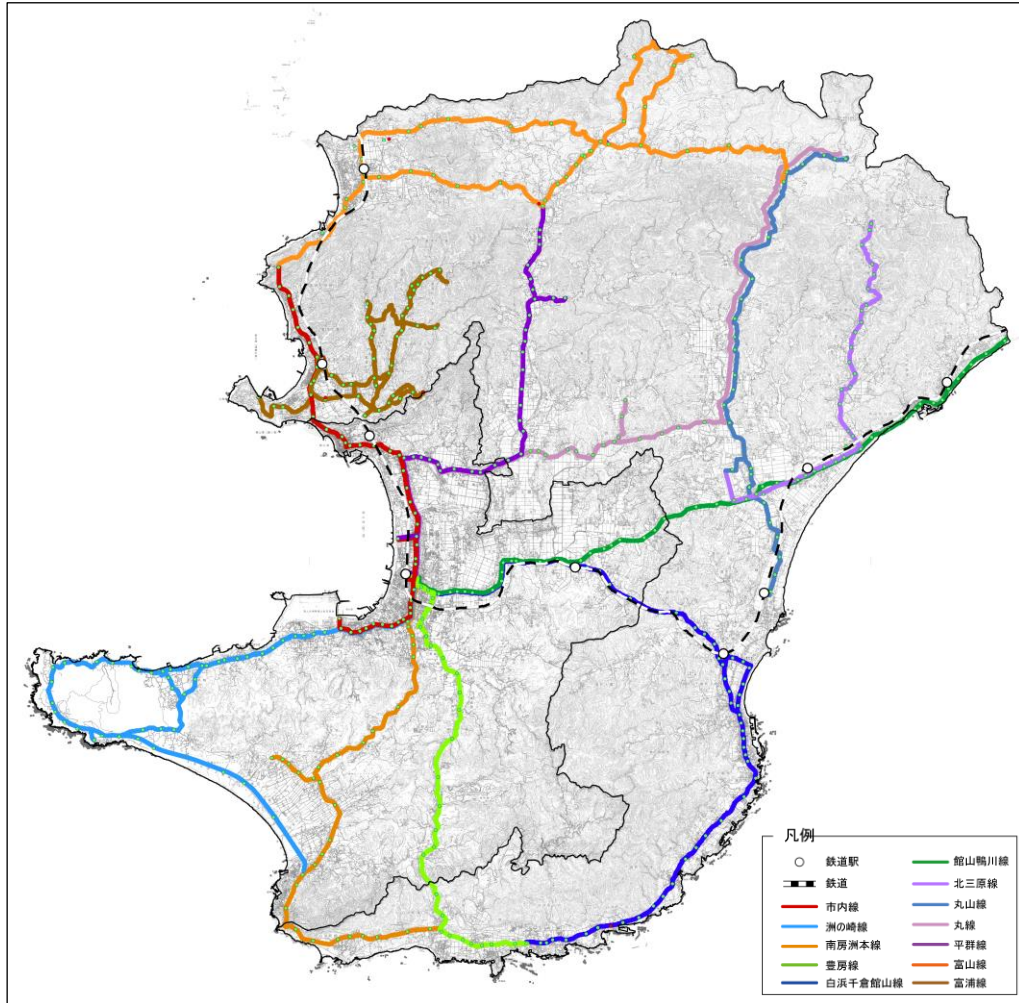 凡例
鉄道駅
鉄道
市内線
洲の崎線
南房洲本線
豊房線
白浜千倉館山線
館山鴨川線
北三原線
丸山線
丸線
平群線
富山線
富浦線